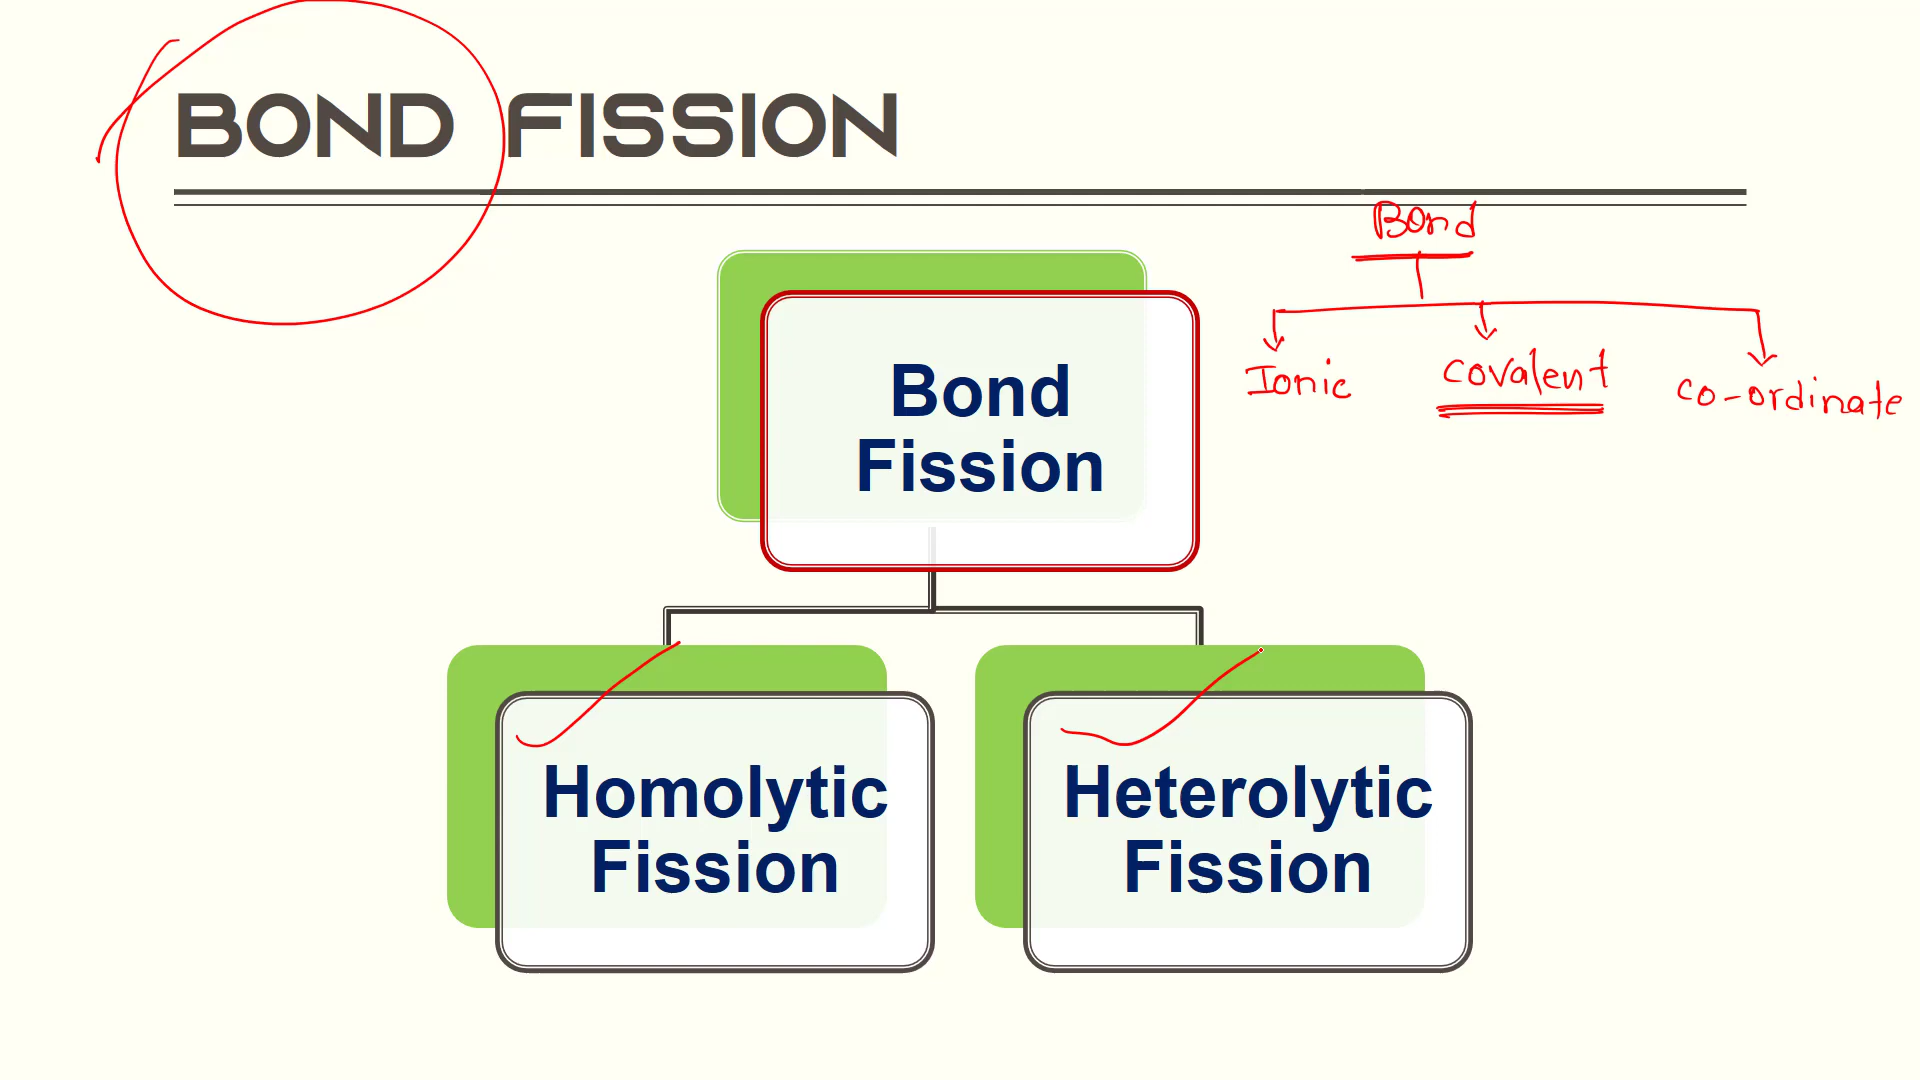 BOND FISSION
Bond
Ionic covalent co-ordinate
Bond
Fission
Homolytic
Fission
Heterolytic
Fission